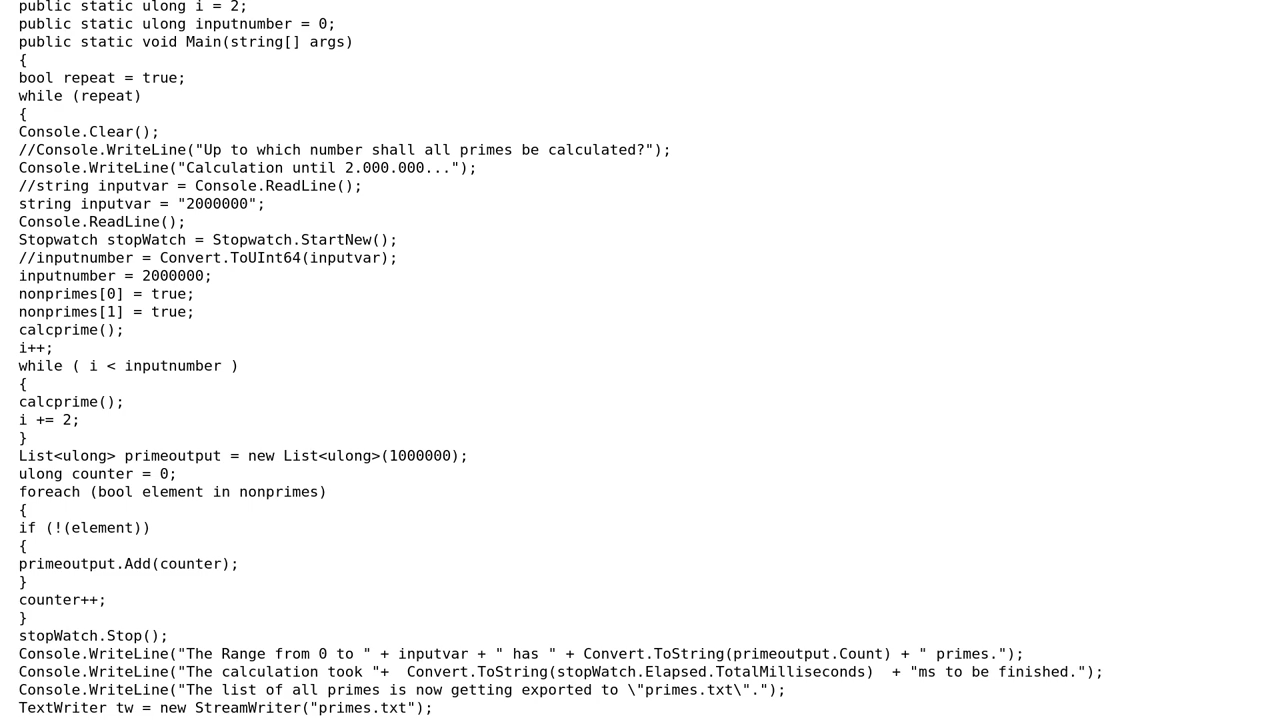 public static ulong i = 2;
public static ulong inputnumber = 0;
public static void Main(string[] args)
{
bool repeat = true;
while (repeat)
{
Console.Clear();
//Console.WriteLine("Up to which number shall all primes be calculated?");
Console.WriteLine("Calculation until 2.000.000...");
//string inputvar = Console.ReadLine();
string inputvar = "2000000";
Console.ReadLine();
Stopwatch stopWatch = Stopwatch.StartNew();
//inputnumber = Convert.ToUInt64(inputvar);
inputnumber = 2000000;
nonprimes[0] = true;
nonprimes[1] = true;
calcprime();
i++;
while ( i < inputnumber )
{
calcprime();
i += 2;
}
List<ulong> primeoutput = new List<ulong>(1000000);
ulong counter = 0;
foreach (bool element in nonprimes)
{
if (!(element))
{
primeoutput.Add(counter);
}
counter++;
}
stopWatch.Stop();
Console.WriteLine("The Range from 0 to " + inputvar + " has " + Convert.ToString(primeoutput.Count) + " primes.");
Console.WriteLine("The calculation took "+  Convert.ToString(stopWatch.Elapsed.TotalMilliseconds)  + "ms to be finished.");
Console.WriteLine("The list of all primes is now getting exported to \"primes.txt\".");
TextWriter tw = new StreamWriter("primes.txt");